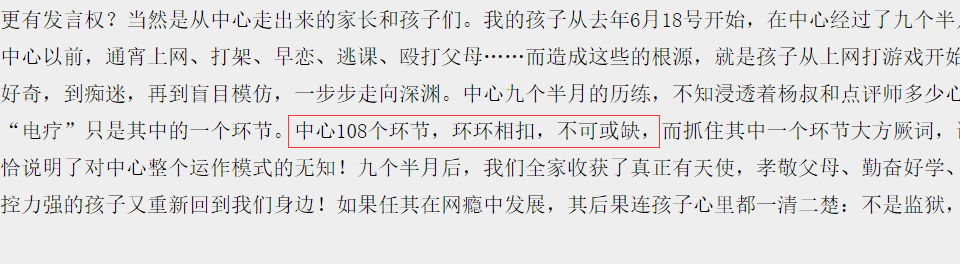 更有发言权？当然是从中心走出来的家长和孩子们。我的孩子从去年6月18号开始，在中心经过了九个半
中心以前，通宵上网、打架、早恋、逃课、殴打父母……而造成这些的根源，就是孩子从上网打游戏开始
好奇，到痴迷，再到盲目模仿，一步步走向深渊。中心九个半月的历练，不知浸透着杨叔和点评师多少心
“电疗”只是其中的一个环节。中心108个环节，环环相扣，不可或缺，而抓住其中一个环节大方厥词，
恰说明了对中心整个运作模式的无知！九个半月后，我们全家收获了真正有天使，孝敬父母、勤奋好学、
控力强的孩子又重新回到我们身边！如果任其在网瘾中发展，其后果连孩子心里都一清二楚：不是监狱，